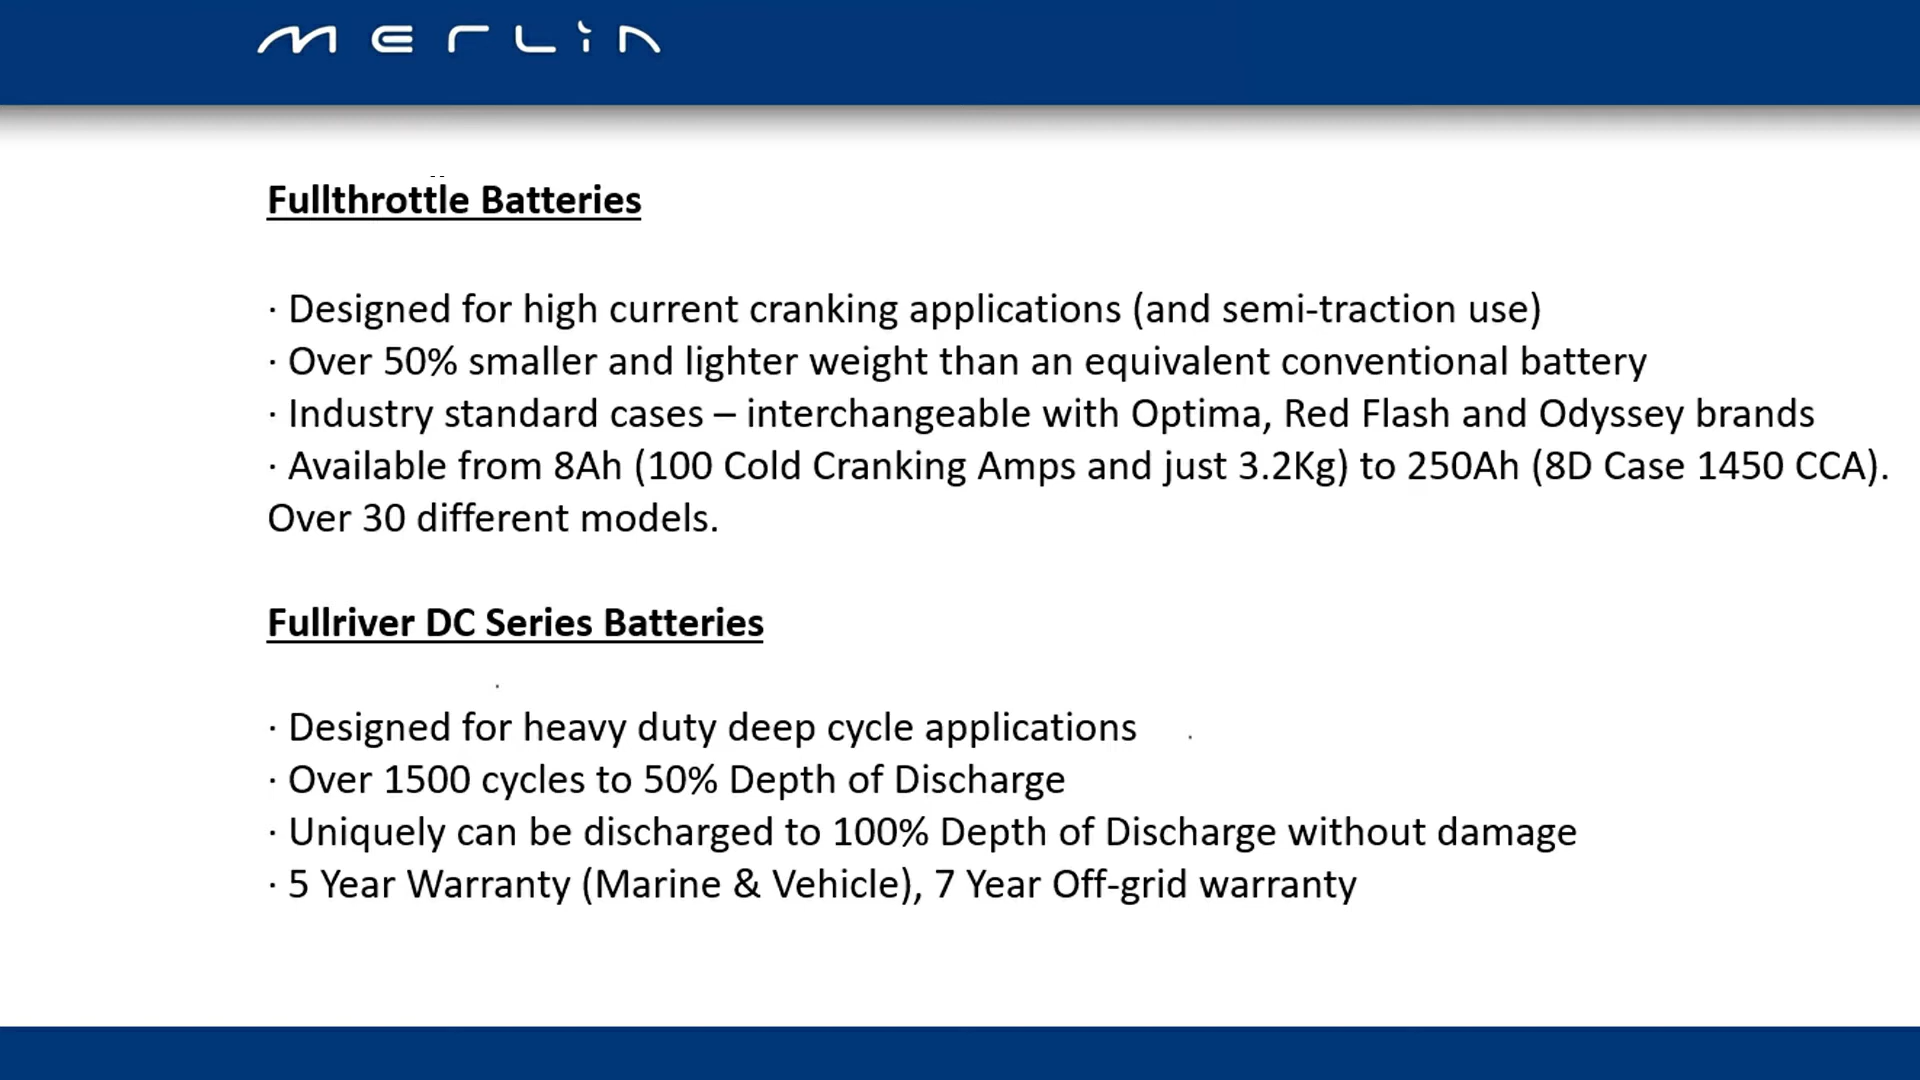 merlin
Fullthrottle Batteries
· Designed for high current cranking applications (and semi-traction use)
· Over 50% smaller and lighter weight than an equivalent conventional battery
· Industry standard cases – interchangeable with Optima, Red Flash and Odyssey brands
· Available from 8Ah (100 Cold Cranking Amps and just 3.2Kg) to 250Ah (8D Case 1450 CCA).
Over 30 different models.
Fullriver DC Series Batteries
· Designed for heavy duty deep cycle applications
· Over 1500 cycles to 50% Depth of Discharge
· Uniquely can be discharged to 100% Depth of Discharge without damage
· 5 Year Warranty (Marine & Vehicle), 7 Year Off-grid warranty